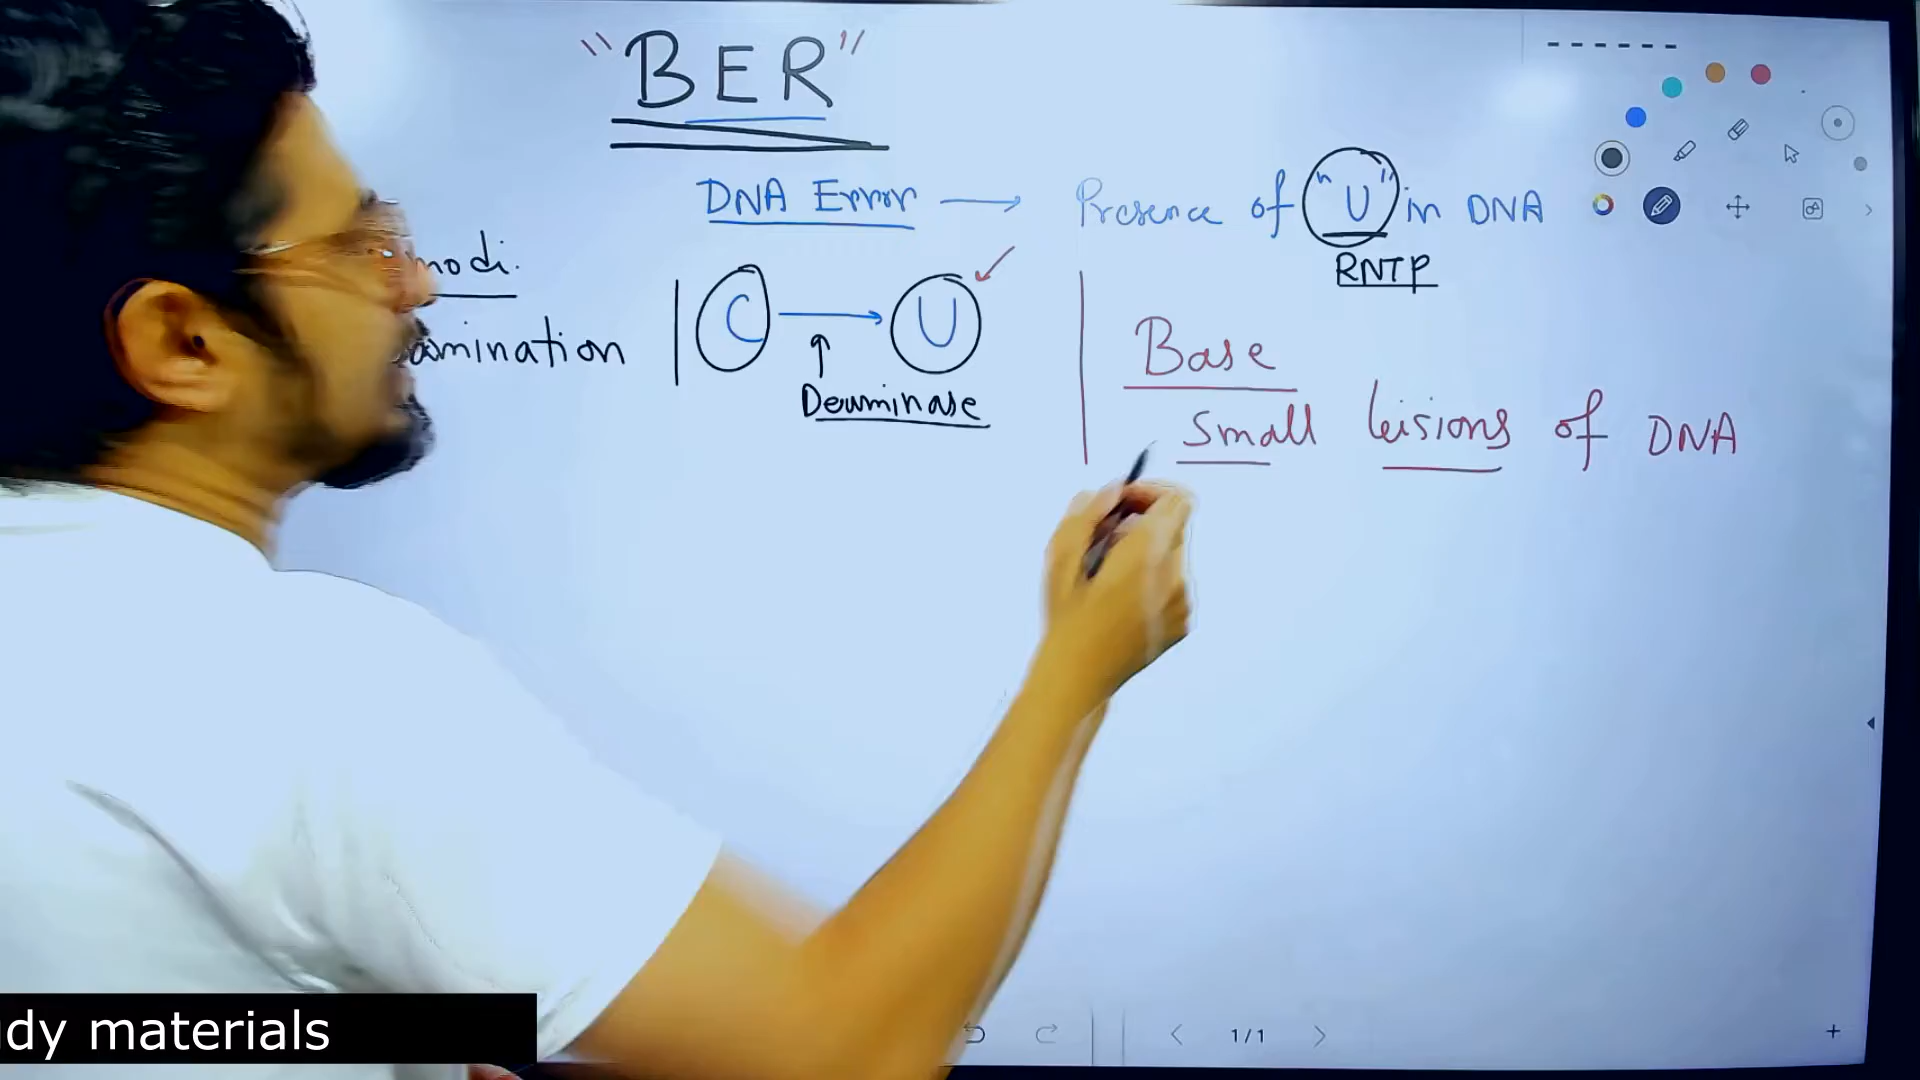 "BER"
DNA Error → Presence of "U" in DNA
RNTP
modi.
C → U
amination
Deaminase
Base
Small leisions of DNA
dy materials
1/1